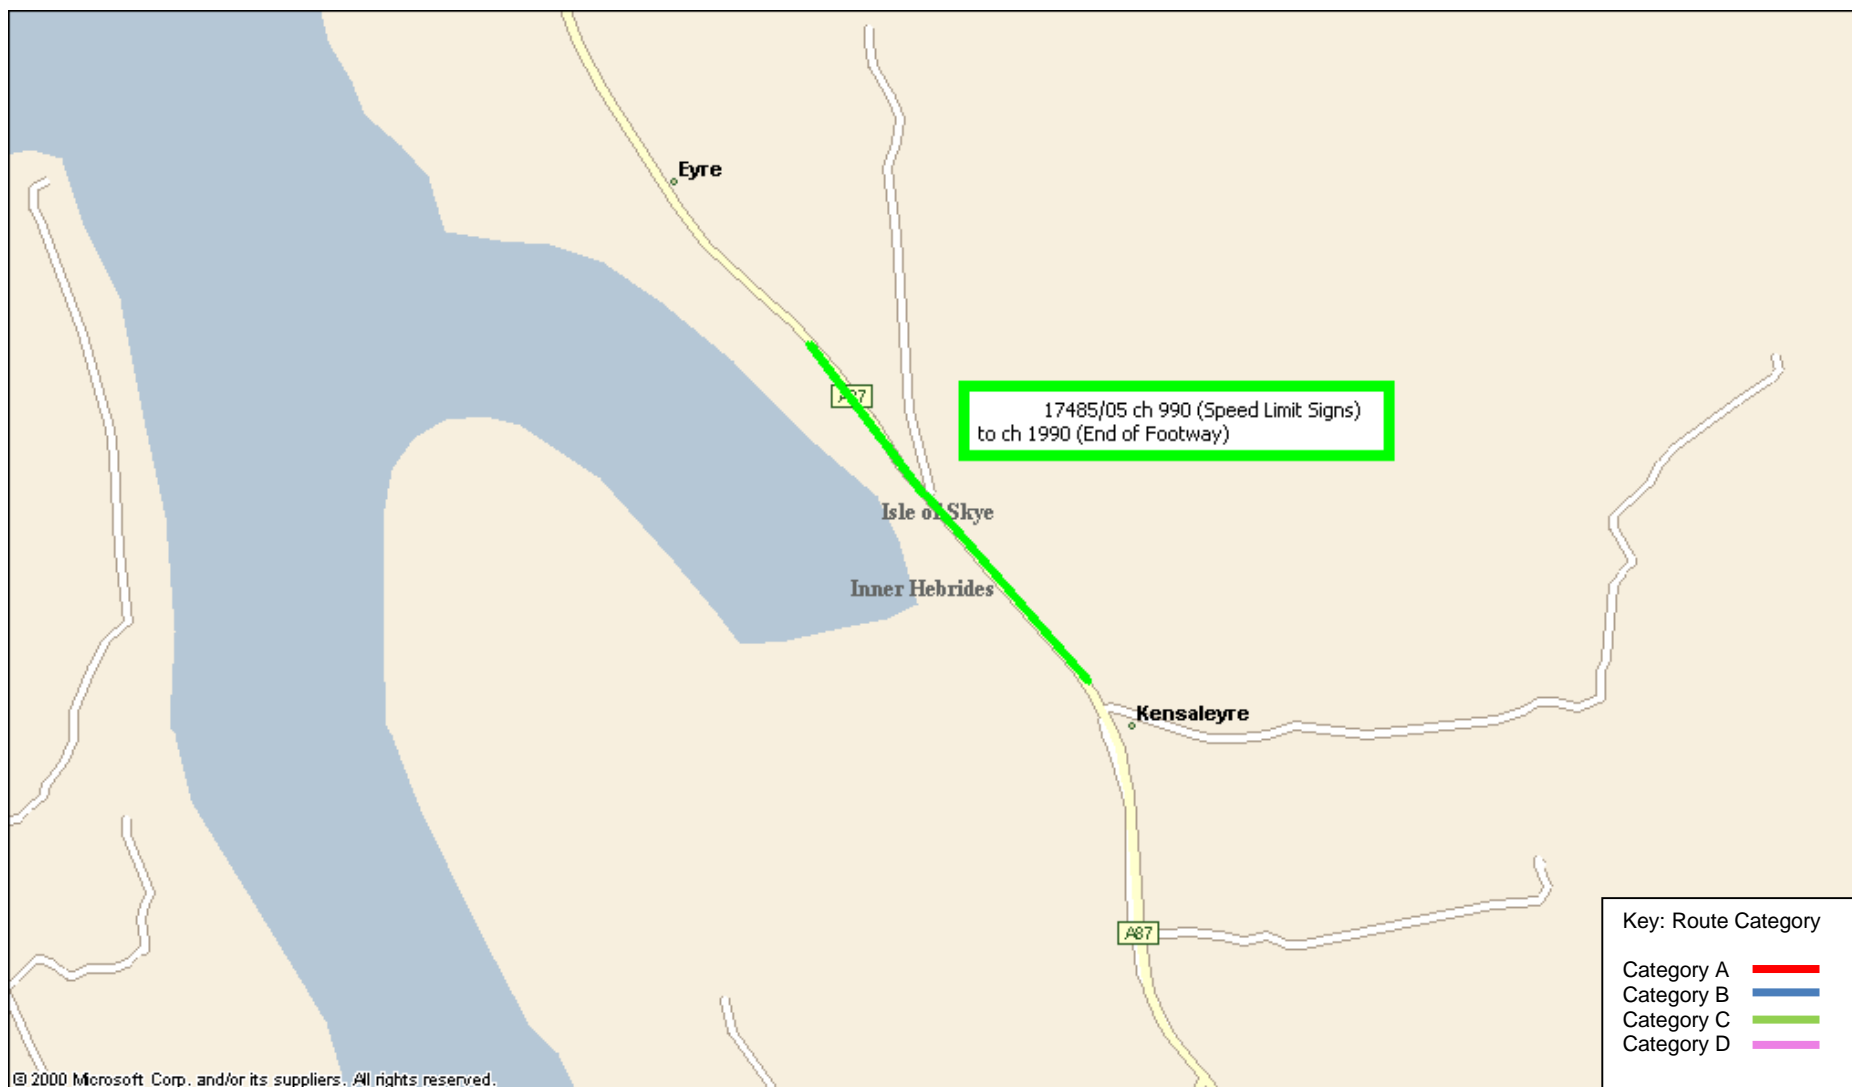 Eyre
A87
17485/05 ch 990 (Speed Limit Signs)
to ch 1990 (End of Footway)
Isle of Skye
Inner Hebrides
Kensaleyre
A87
Key: Route Category
Category A
Category B
Category C
Category D
© 2000 Microsoft Corp. and/or its suppliers. All rights reserved.